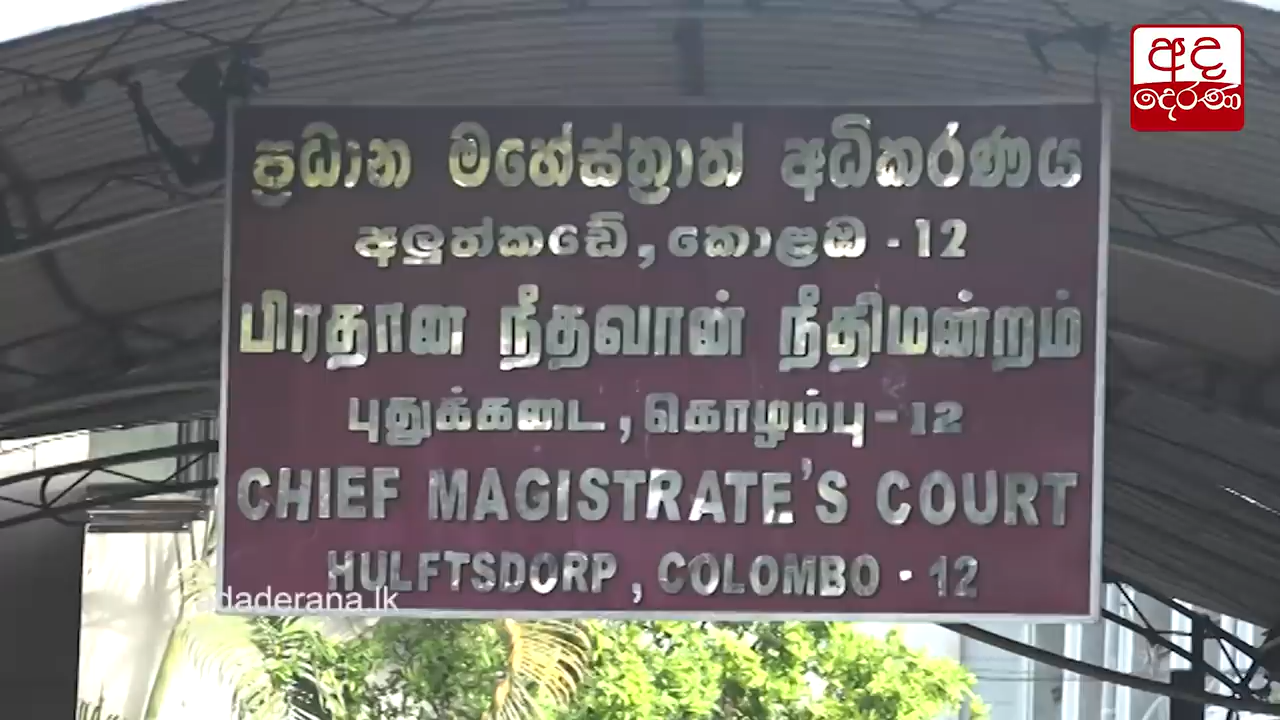 අද
දෙරණ
ප්‍රධාන මහේස්ත්‍රාත් අධිකරණය
අලුත්කඩේ, කොළඹ - 12
பிரதான நீதவான் நீதிமன்றம்
புதுக்கடை, கொழும்பு - 12
CHIEF MAGISTRATE'S COURT
HULFTSDORP, COLOMBO - 12
adaderana.lk